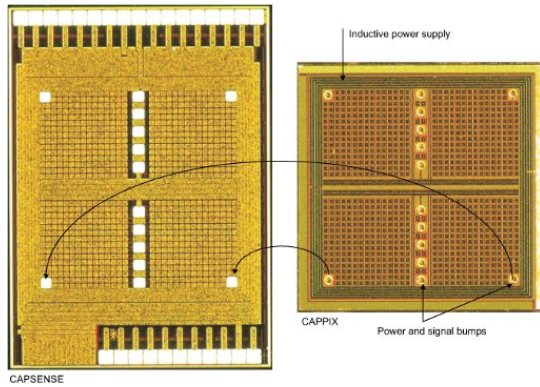 Inductive power supply
CAPPIX
Power and signal bumps
CAPSENSE